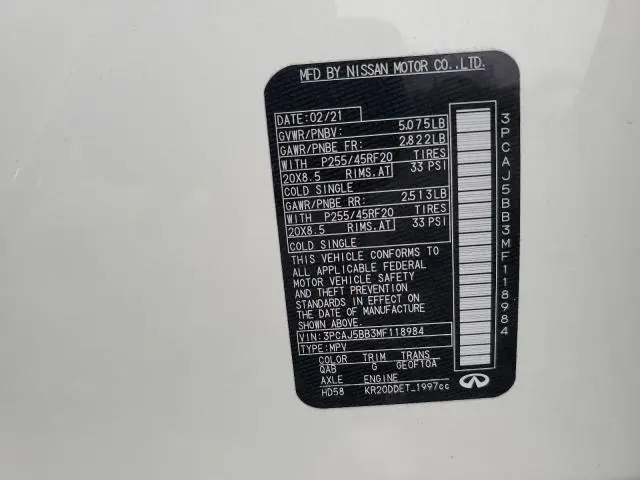 MFD BY NISSAN MOTOR CO.,LTD.
DATE: 02/21
GVWR/PNBV: 5,075LB
GAWR/PNBE FR: 2,822LB
WITH P255/45RF20 TIRES
20X8.5 RIMS.AT 33 PSI
COLD SINGLE
GAWR/PNBE RR: 2,513LB
WITH P255/45RF20 TIRES
20X8.5 RIMS.AT 33 PSI
COLD SINGLE
THIS VEHICLE CONFORMS TO
ALL APPLICABLE FEDERAL
MOTOR VEHICLE SAFETY
AND THEFT PREVENTION
STANDARDS IN EFFECT ON
THE DATE OF MANUFACTURE
SHOWN ABOVE.
VIN: 3PCAJ5BB3MF118984
TYPE: MPV
COLOR TRIM TRANS
QAB G GE0F10A
AXLE ENGINE
HD58 KR20DDET_1997cc
3PCAJ5BB3MF118984
INFINITI